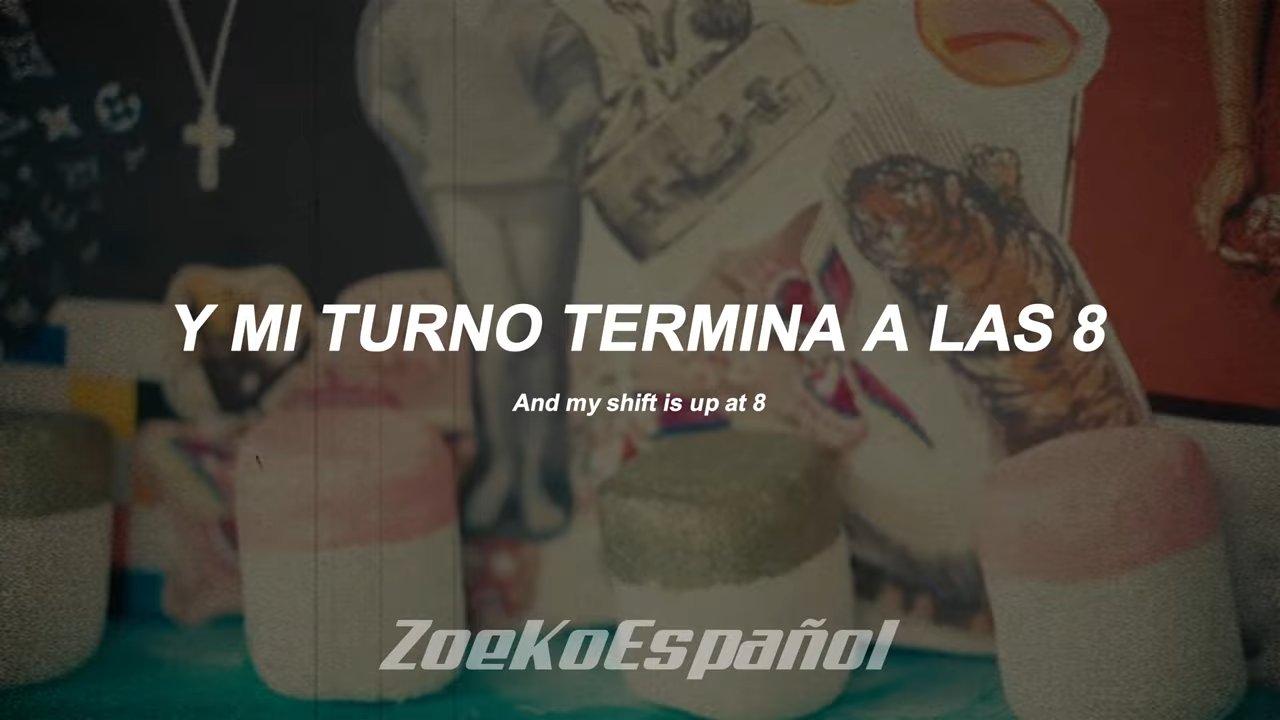 Y MI TURNO TERMINA A LAS 8
And my shift is up at 8
ZoeKoEspañol